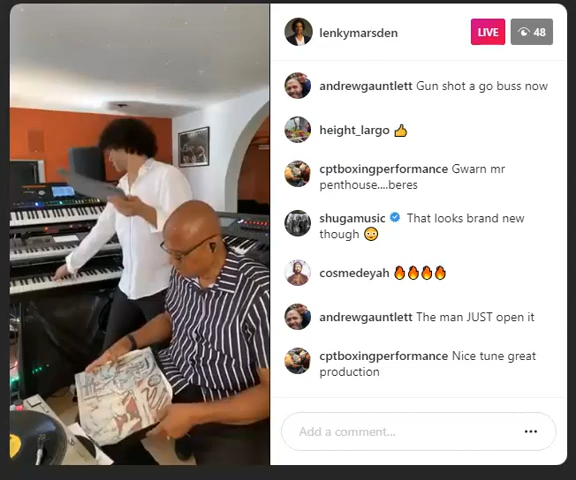 lenkymarsden
LIVE
48
andrewgauntlett Gun shot a go buss now
height_largo 👍
cptboxingperformance Gwarn mr
penthouse....beres
shugamusic That looks brand new
though 😳
cosmedeyah 🔥🔥🔥🔥
andrewgauntlett The man JUST open it
cptboxingperformance Nice tune great
production
Add a comment...